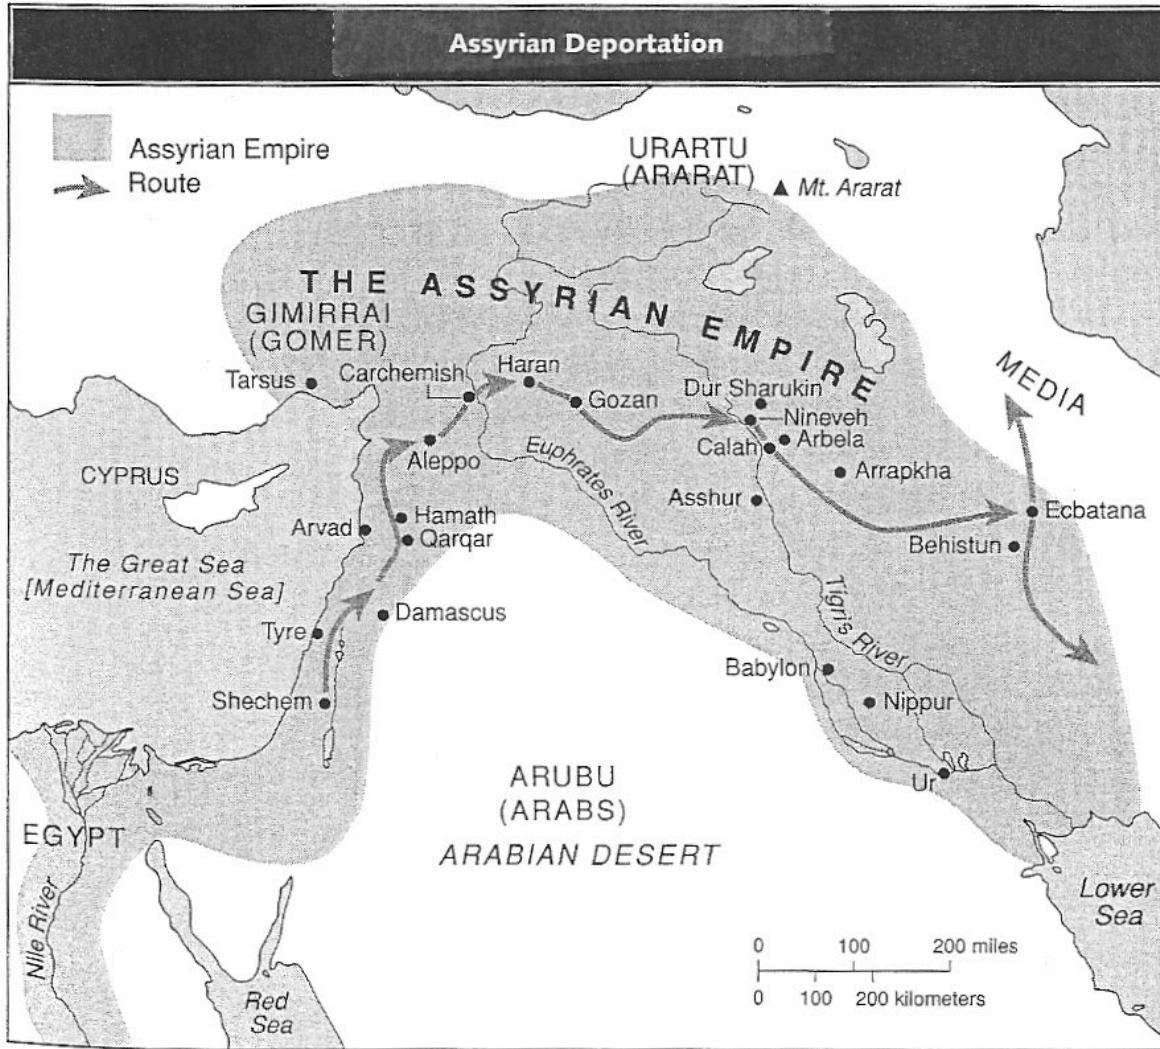 Assyrian Deportation
Assyrian Empire
Route
URARTU
(ARARAT)
Mt. Ararat
THE ASSYRIAN EMPIRE
GIMIRRAI
(GOMER)
Tarsus
Carchemish
Haran
Gozan
Dur Sharukin
Nineveh
MEDIA
Aleppo
Calah
Arbela
Arrapkha
CYPRUS
Euphrates River
Asshur
Ecbatana
Arvad
Hamath
Qarqar
Behistun
The Great Sea
[Mediterranean Sea]
Damascus
Tyre
Tigris River
Babylon
Shechem
Nippur
Ur
ARUBU
(ARABS)
ARABIAN DESERT
EGYPT
Nile River
Lower
Sea
Red
Sea
0 100 200 miles
0 100 200 kilometers